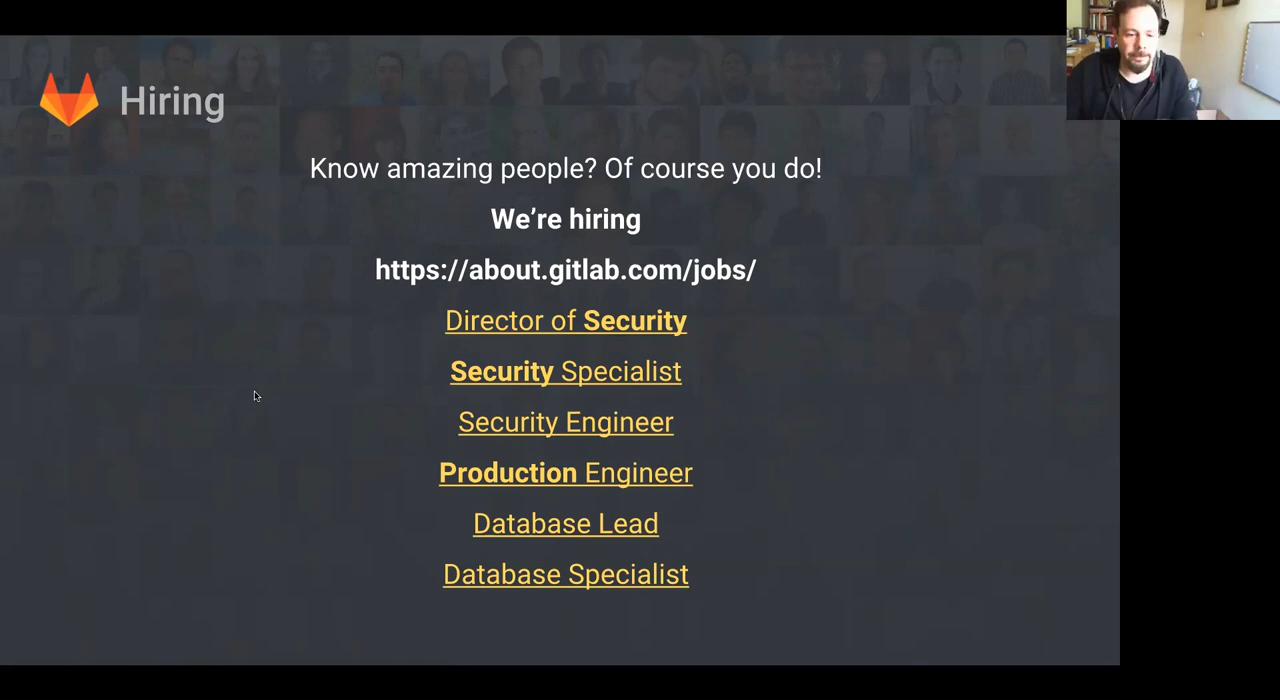 Hiring
Know amazing people? Of course you do!
We’re hiring
https://about.gitlab.com/jobs/
Director of Security
Security Specialist
Security Engineer
Production Engineer
Database Lead
Database Specialist